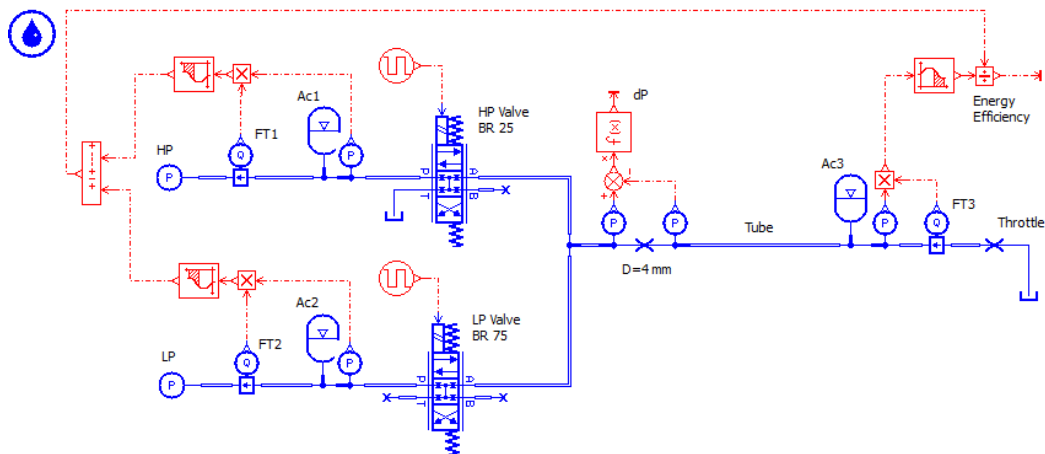 dP
HP Valve
BR 25
Energy
Efficiency
Ac1
FT1
Q
HP
P
P
P
A
T
B
Ac3
FT3
x
f(x)
+
-
P
P
P
Q
Tube
Throttle
D=4 mm
Ac2
LP Valve
BR 75
FT2
Q
LP
P
P
P
A
T
B